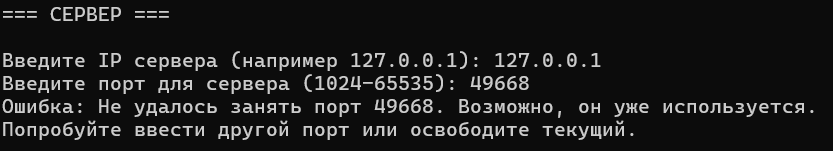 === СЕРВЕР ===
Введите IP сервера (например 127.0.0.1): 127.0.0.1
Введите порт для сервера (1024–65535): 49668
Ошибка: Не удалось занять порт 49668. Возможно, он уже используется.
Попробуйте ввести другой порт или освободите текущий.